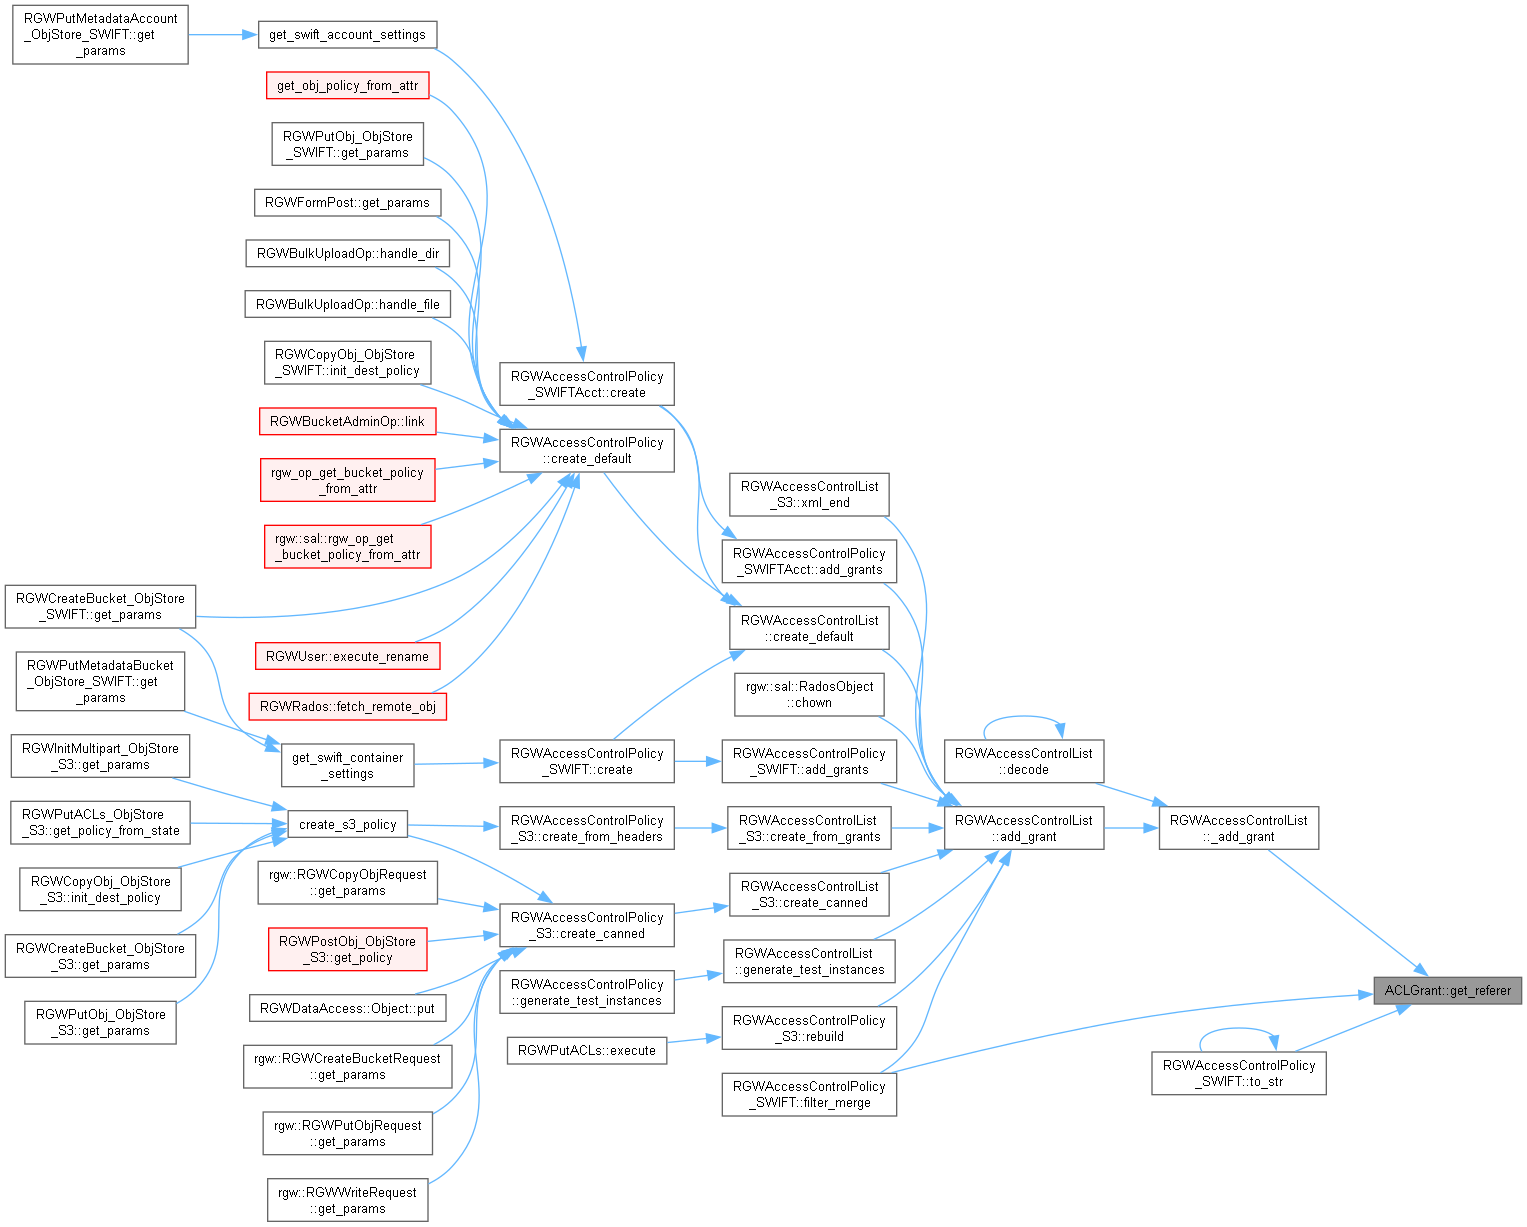 RGWPutMetadataAccount
_ObjStore_SWIFT::get
_params
get_swift_account_settings
get_obj_policy_from_attr
RGWPutObj_ObjStore
_SWIFT::get_params
RGWFormPost::get_params
RGWBulkUploadOp::handle_dir
RGWBulkUploadOp::handle_file
RGWCopyObj_ObjStore
_SWIFT::init_dest_policy
RGWBucketAdminOp::link
rgw_op_get_bucket_policy
_from_attr
rgw::sal::rgw_op_get
_bucket_policy_from_attr
RGWCreateBucket_ObjStore
_SWIFT::get_params
RGWUser::execute_rename
RGWPutMetadataBucket
_ObjStore_SWIFT::get
_params
RGWRados::fetch_remote_obj
RGWInitMultipart_ObjStore
_S3::get_params
get_swift_container
_settings
RGWPutACLs_ObjStore
_S3::get_policy_from_state
create_s3_policy
RGWCopyObj_ObjStore
_S3::init_dest_policy
rgw::RGWCopyObjRequest
::get_params
RGWCreateBucket_ObjStore
_S3::get_params
RGWPostObj_ObjStore
_S3::get_policy
RGWPutObj_ObjStore
_S3::get_params
RGWDataAccess::Object::put
rgw::RGWCreateBucketRequest
::get_params
rgw::RGWPutObjRequest
::get_params
rgw::RGWWriteRequest
::get_params
RGWAccessControlPolicy
_SWIFTAcct::create
RGWAccessControlPolicy
::create_default
RGWAccessControlPolicy
_SWIFT::create
RGWAccessControlPolicy
_S3::create_from_headers
RGWAccessControlPolicy
_S3::create_canned
RGWAccessControlPolicy
::generate_test_instances
RGWPutACLs::execute
RGWAccessControlList
_S3::xml_end
RGWAccessControlPolicy
_SWIFTAcct::add_grants
RGWAccessControlList
::create_default
rgw::sal::RadosObject
::chown
RGWAccessControlPolicy
_SWIFT::add_grants
RGWAccessControlList
_S3::create_from_grants
RGWAccessControlList
_S3::create_canned
RGWAccessControlList
::generate_test_instances
RGWAccessControlPolicy
_S3::rebuild
RGWAccessControlPolicy
_SWIFT::filter_merge
RGWAccessControlList
::decode
RGWAccessControlList
::add_grant
RGWAccessControlList
::_add_grant
RGWAccessControlPolicy
_SWIFT::to_str
ACLGrant::get_referer